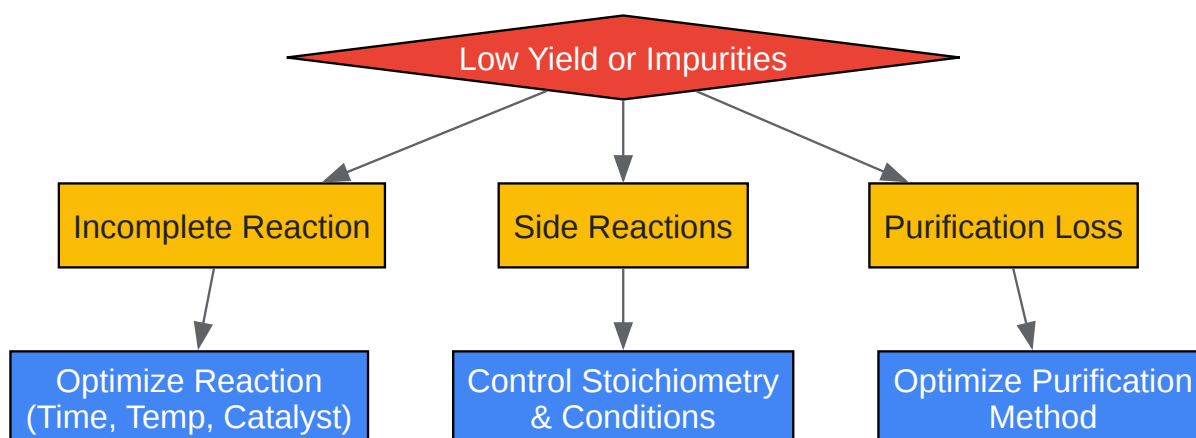 Low Yield or Impurities
Incomplete Reaction
Side Reactions
Purification Loss
Optimize Reaction
(Time, Temp, Catalyst)
Control Stoichiometry
& Conditions
Optimize Purification
Method